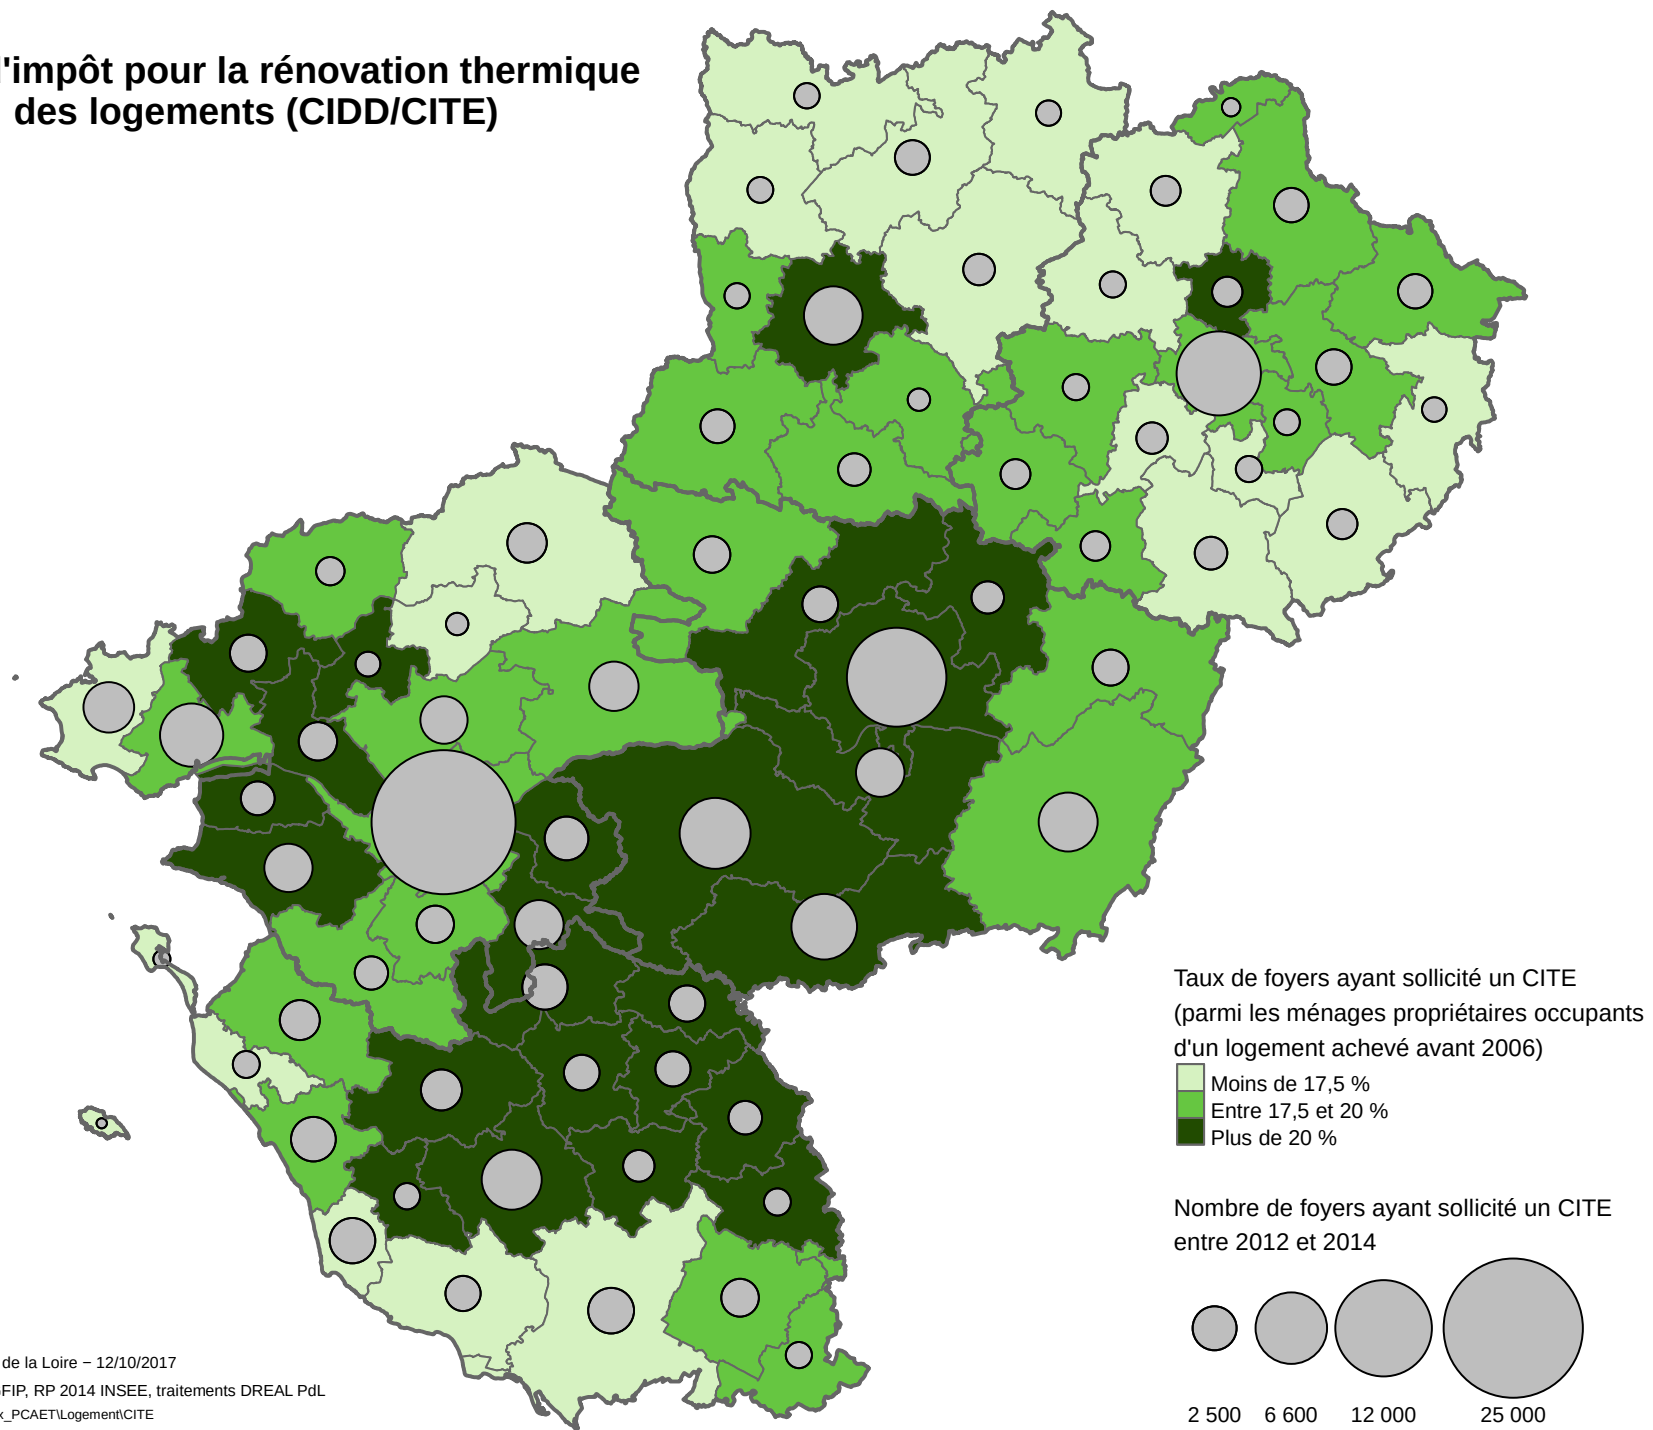 l'impôt pour la rénovation thermique
des logements (CIDD/CITE)
Taux de foyers ayant sollicité un CITE
(parmi les ménages propriétaires occupants
d'un logement achevé avant 2006)
Moins de 17,5 %
Entre 17,5 et 20 %
Plus de 20 %
Nombre de foyers ayant sollicité un CITE
entre 2012 et 2014
2 500 6 600 12 000 25 000
de la Loire − 12/10/2017
GFIP, RP 2014 INSEE, traitements DREAL PdL
x_PCAET\Logement\CITE